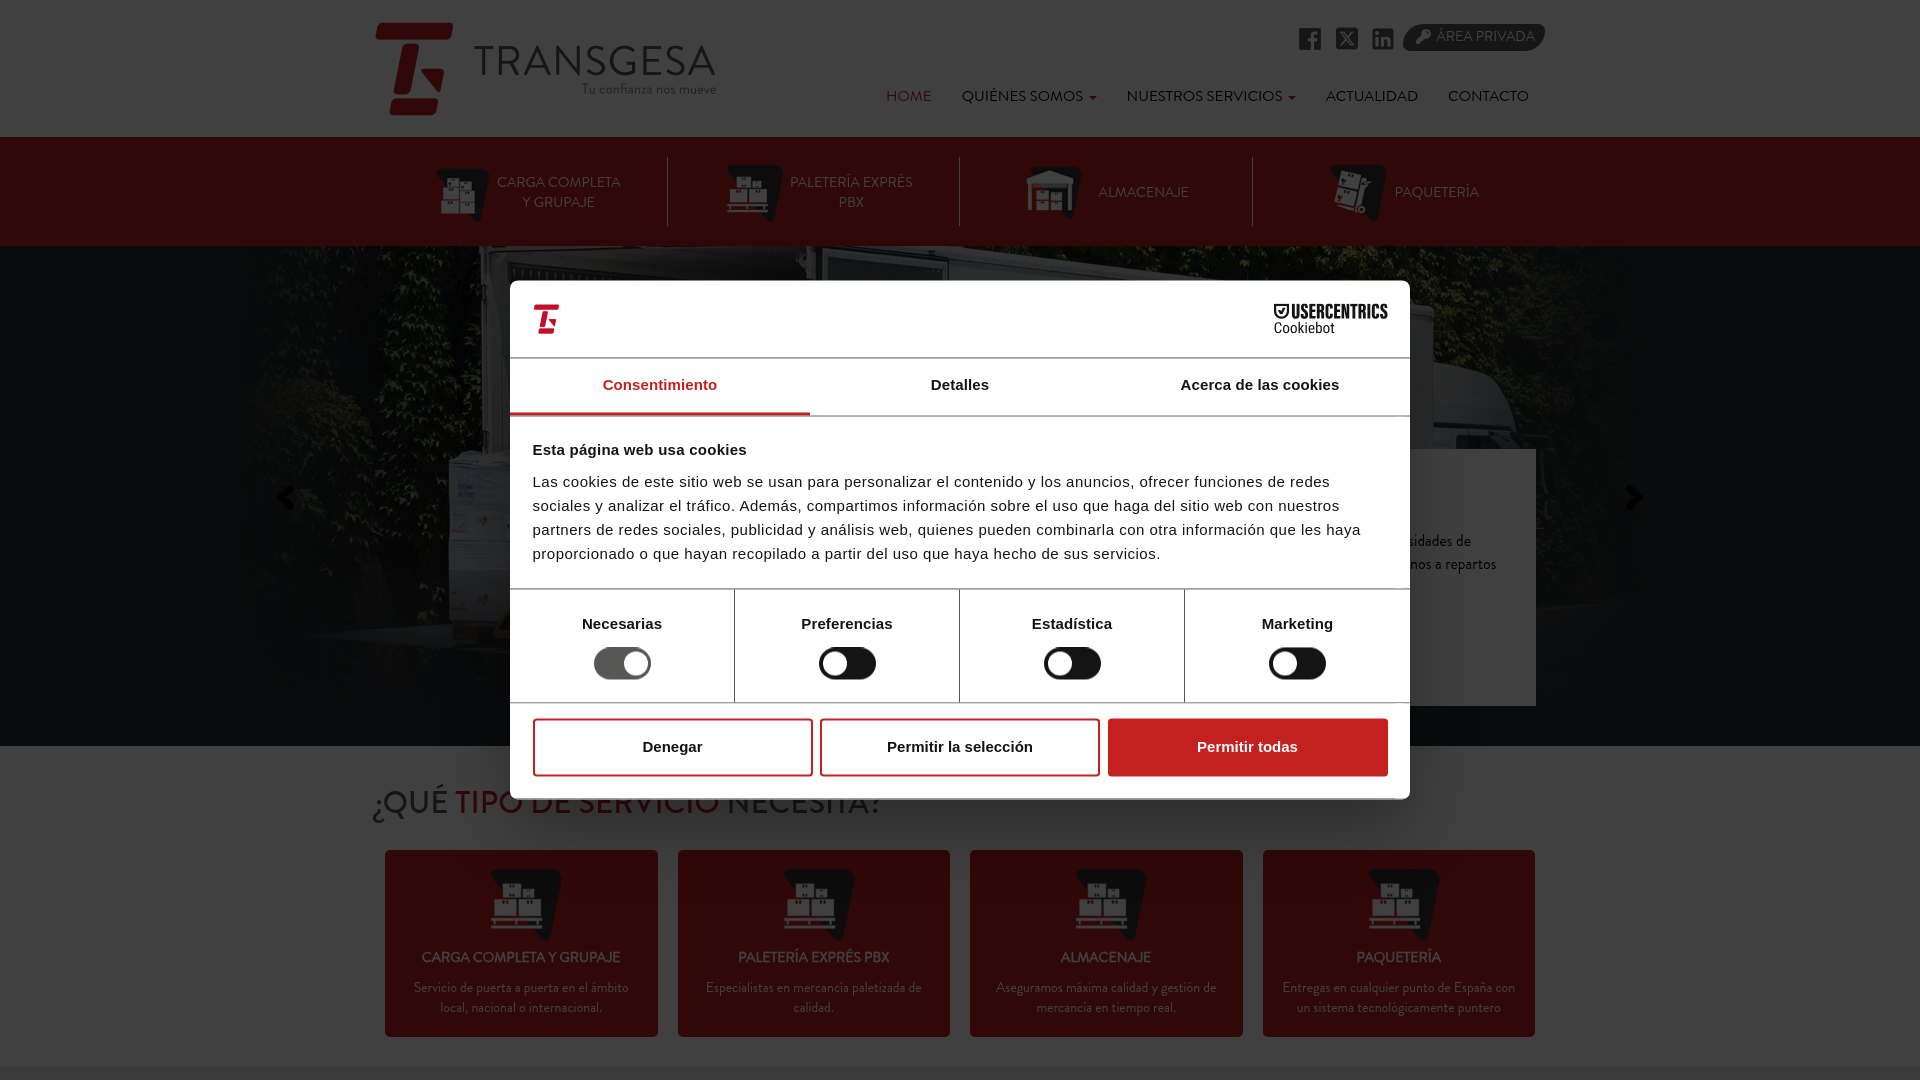 TRANSGESA
Tu confianza nos mueve
ÁREA PRIVADA
HOME
QUIÉNES SOMOS
NUESTROS SERVICIOS
ACTUALIDAD
CONTACTO
CARGA COMPLETA
Y GRUPAJE
PALETERÍA EXPRÉS
PBX
ALMACENAJE
PAQUETERÍA
USERCENTRICS
Cookiebot
Consentimiento
Detalles
Acerca de las cookies
Esta página web usa cookies
Las cookies de este sitio web se usan para personalizar el contenido y los anuncios, ofrecer funciones de redes
sociales y analizar el tráfico. Además, compartimos información sobre el uso que haga del sitio web con nuestros
partners de redes sociales, publicidad y análisis web, quienes pueden combinarla con otra información que les haya
proporcionado o que hayan recopilado a partir del uso que haya hecho de sus servicios.
de
a repartos
Necesarias
Preferencias
Estadística
Marketing
Denegar
Permitir la selección
Permitir todas
¿QUÉ TIPO DE SERVICIO NECESITA?
CARGA COMPLETA Y GRUPAJE
Servicio de puerta a puerta en el ámbito
local, nacional o internacional.
PALETERÍA EXPRÉS PBX
Especialistas en mercancía paletizada de
calidad.
ALMACENAJE
Aseguramos máxima calidad y gestión de
mercancía en tiempo real.
PAQUETERÍA
Entregas en cualquier punto de España con
un sistema tecnológicamente puntero